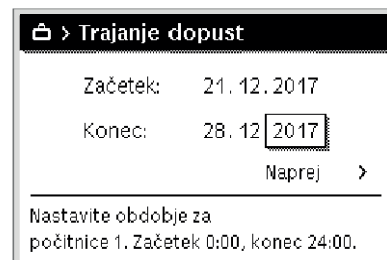 > Trajanje dopust
Začetek: 21.12.2017
Konec: 28.12 2017
Naprej >
Nastavite obdobje za
počitnice 1. Začetek 0:00, konec 24:00.